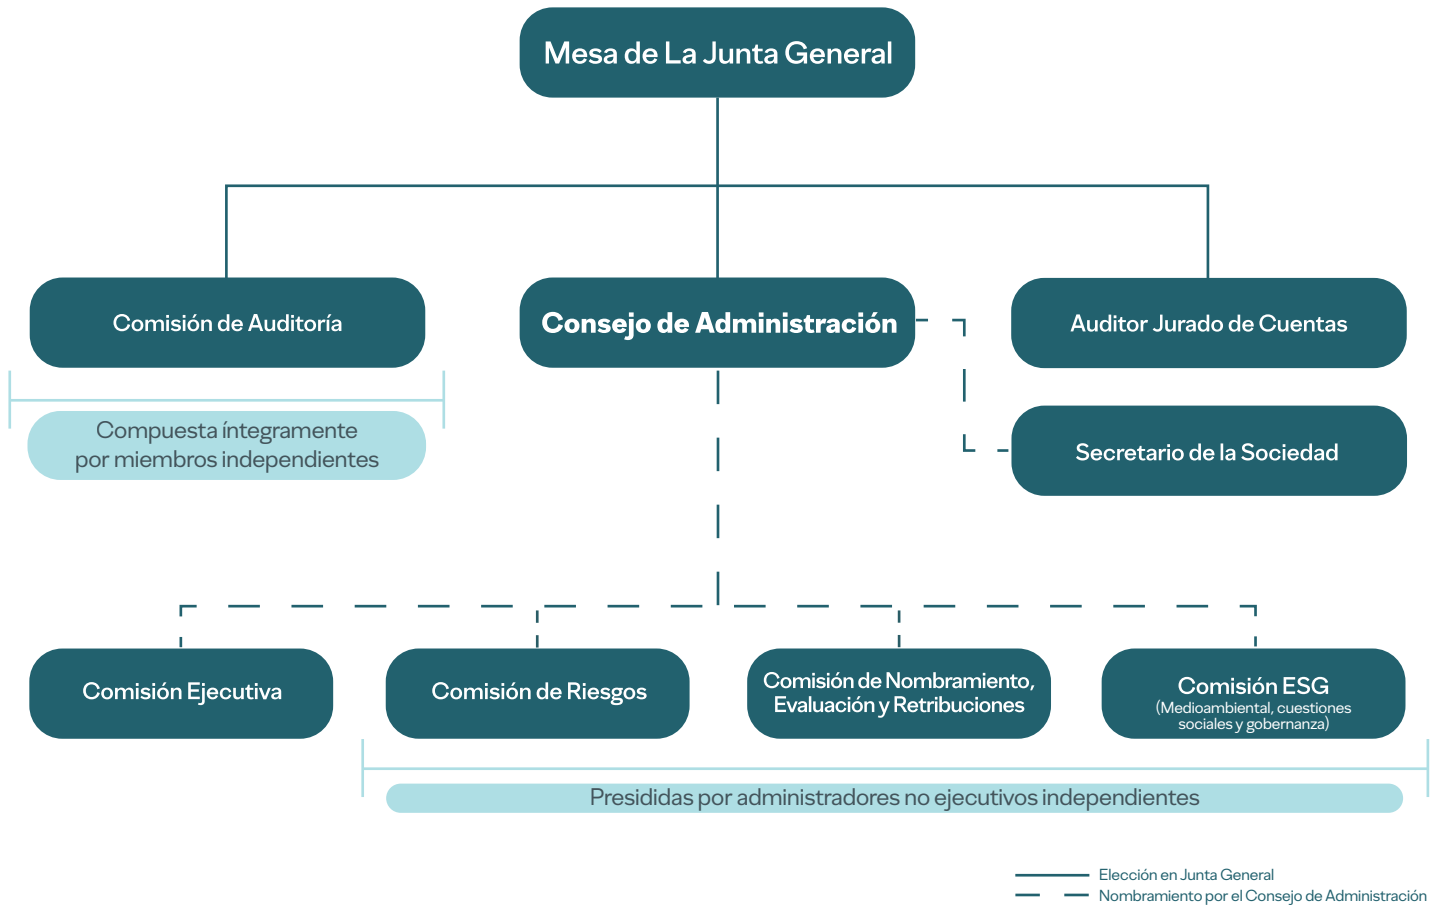 Mesa de La Junta General
Comisión de Auditoría
Consejo de Administración
Auditor Jurado de Cuentas
Compuesta íntegramente
por miembros independientes
Secretario de la Sociedad
Comisión Ejecutiva
Comisión de Riesgos
Comisión de Nombramiento,
Evaluación y Retribuciones
Comisión ESG
(Medioambiental, cuestiones
sociales y gobernanza)
Presididas por administradores no ejecutivos independientes
Elección en Junta General
Nombramiento por el Consejo de Administración